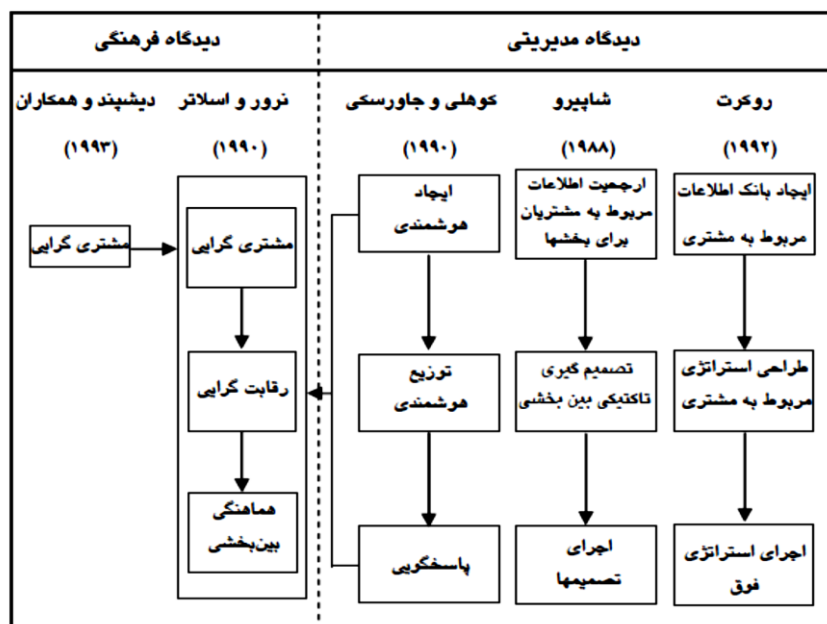 دیدگاه مدیریتی
دیدگاه فرهنگی
روکرت
(۱۹۹۲)
ایجاد بانک اطلاعات
مربوط به مشتری
طراحی استراتژی
مربوط به مشتری
اجرای استراتژی
فوق
شاپیرو
(۱۹۸۸)
ارجعیت اطلاعات
مربوط به مشتریان
برای بخشها
تصمیم گیری
تاکتیکی بین بخشی
اجرای
تصمیمها
کوهلی و جاورسکی
(۱۹۹۰)
ایجاد
هوشمندی
توزیع
هوشمندی
پاسخگویی
نرور و اسلاتر
(۱۹۹۰)
مشتری گرایی
رقابت گرایی
هماهنگی
بین‌بخشی
دیشپند و همکاران
(۱۹۹۳)
مشتری گرایی